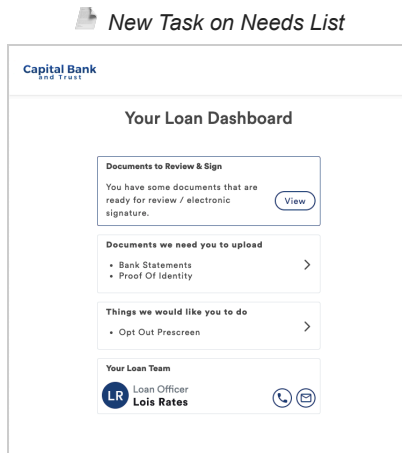 New Task on Needs List
Capital Bank
and Trust
Your Loan Dashboard
Documents to Review & Sign
You have some documents that are
ready for review / electronic
signature.
View
Documents we need you to upload
• Bank Statements
• Proof Of Identity
Things we would like you to do
• Opt Out Prescreen
Your Loan Team
LR
Loan Officer
Lois Rates